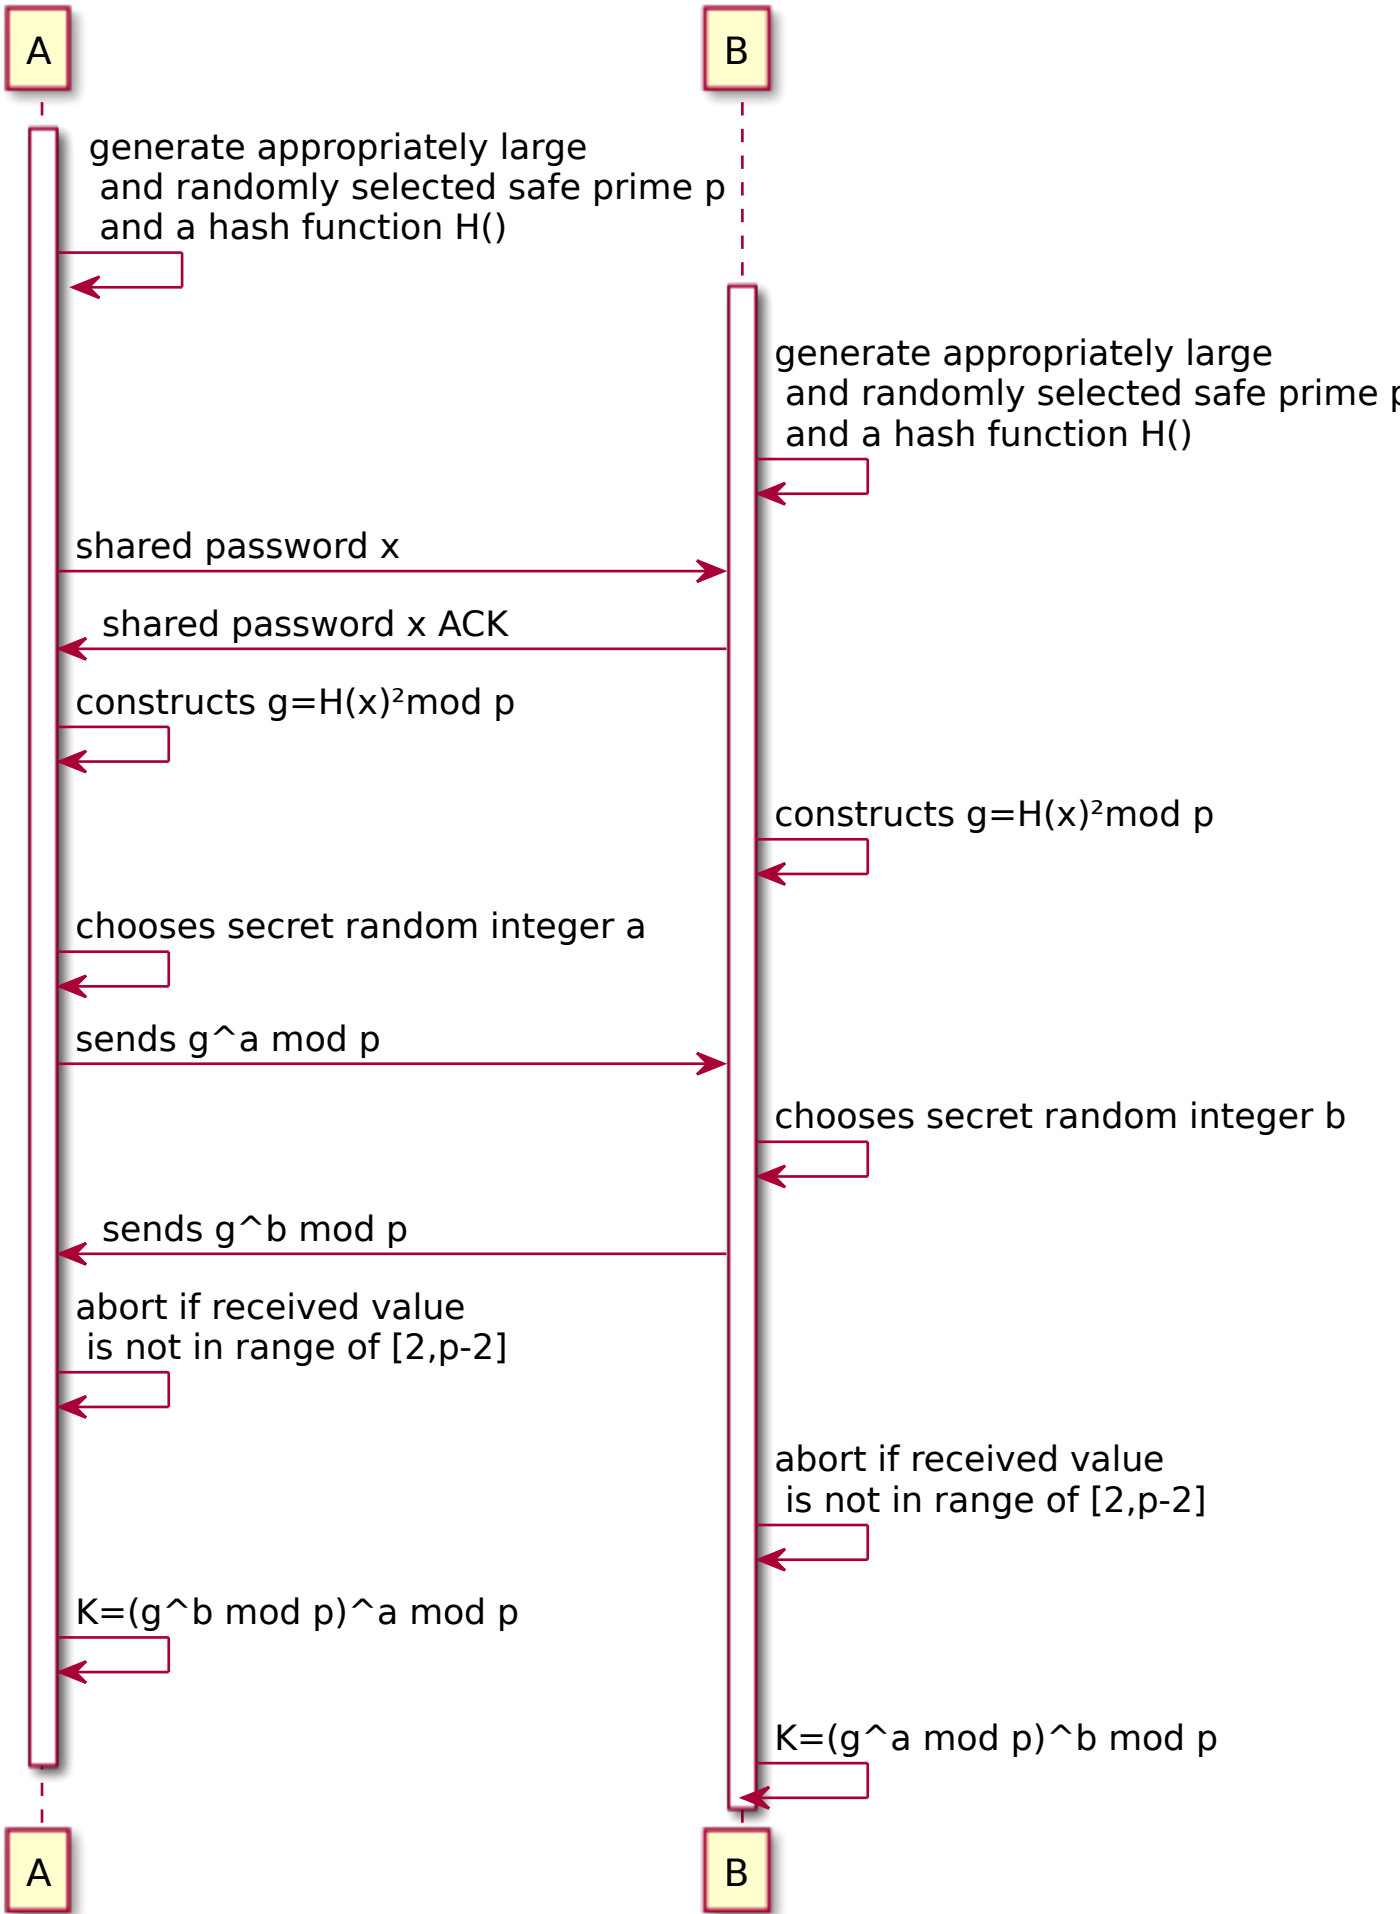 A
B
generate appropriately large
and randomly selected safe prime p
and a hash function H()
generate appropriately large
and randomly selected safe prime p
and a hash function H()
shared password x
shared password x ACK
constructs g=H(x)²mod p
constructs g=H(x)²mod p
chooses secret random integer a
sends g^a mod p
chooses secret random integer b
sends g^b mod p
abort if received value
is not in range of [2,p-2]
abort if received value
is not in range of [2,p-2]
K=(g^b mod p)^a mod p
K=(g^a mod p)^b mod p
A
B